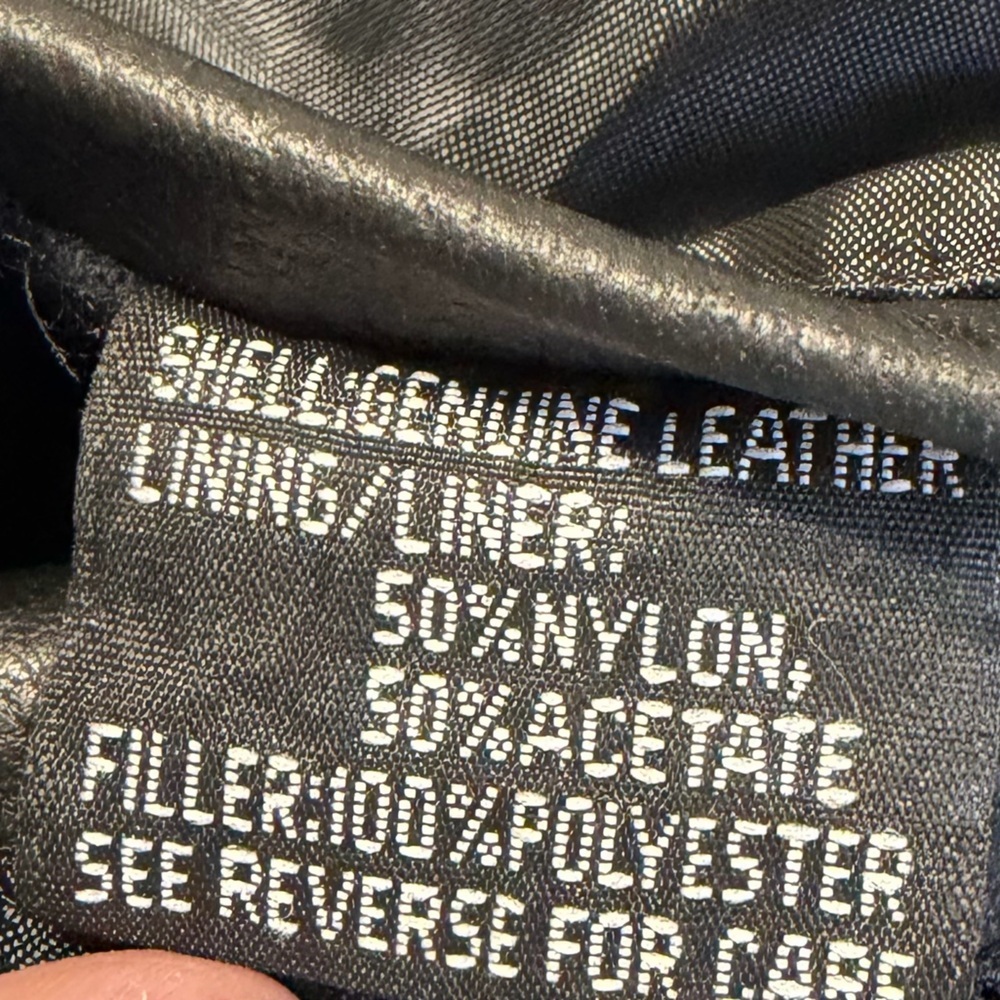 SHELL:GENUINE LEATHER
LINING/LINER:
50%NYLON,
50%ACETATE
FILLER:100%POLYESTER
SEE REVERSE FOR CARE